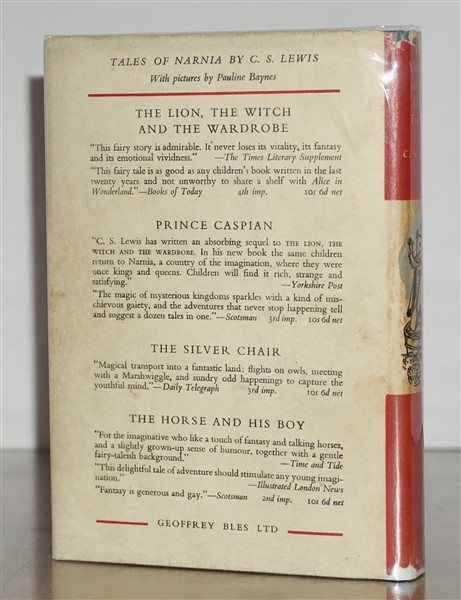 TALES OF NARNIA BY C. S. LEWIS
With pictures by Pauline Baynes
THE LION, THE WITCH
AND THE WARDROBE
"This fairy story is admirable. It never loses its vitality, its fantasy
and its emotional vividness."—The Times Literary Supplement
"This fairy tale is as good as any children's book written in the last
twenty years and not unworthy to share a shelf with Alice in
Wonderland."—Books of Today 4th imp. 10s 6d net
PRINCE CASPIAN
"C. S. Lewis has written an absorbing sequel to THE LION, THE
WITCH AND THE WARDROBE. In his new book the same children
return to Narnia, a country of the imagination, where they were
once kings and queens. Children will find it rich, strange and
satisfying." —Yorkshire Post
"The magic of mysterious kingdoms sparkles with a kind of mis-
chievous gaiety, and the adventures that never stop happening tell
and suggest a dozen tales in one."—Scotsman 3rd imp. 10s 6d net
THE SILVER CHAIR
"Magical transport into a fantastic land: flights on owls, meeting
with a Marshwiggle, and sundry odd happenings to capture the
youthful mind."—Daily Telegraph 3rd imp. 10s 6d net
THE HORSE AND HIS BOY
"For the imaginative who like a touch of fantasy and talking horses,
and a slightly grown-up sense of humour, together with a gentle
fairy-taleish background." —Time and Tide
"This delightful tale of adventure should stimulate any young imagi-
nation." —Illustrated London News
"Fantasy is generous and gay."—Scotsman 2nd imp. 10s 6d net
GEOFFREY BLES LTD